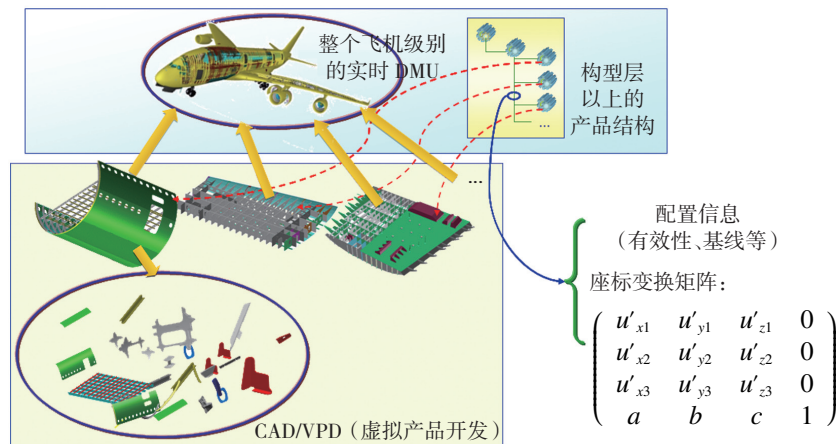 整个飞机级别
的实时 DMU
构型层
以上的
产品结构
...
...
配置信息
（有效性、基线等）
座标变换矩阵：
u′x1 u′y1 u′z1 0
u′x2 u′y2 u′z2 0
u′x3 u′y3 u′z3 0
a b c 1
CAD/VPD（虚拟产品开发）